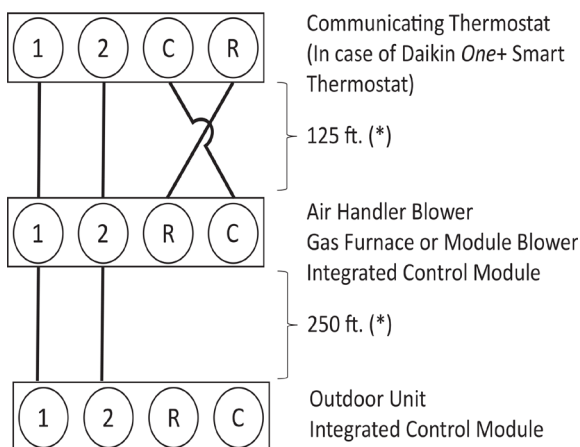 1 2 C R
Communicating Thermostat
(In case of Daikin One+ Smart
Thermostat)
125 ft. (*)
1 2 R C
Air Handler Blower
Gas Furnace or Module Blower
Integrated Control Module
250 ft. (*)
1 2 R C
Outdoor Unit
Integrated Control Module